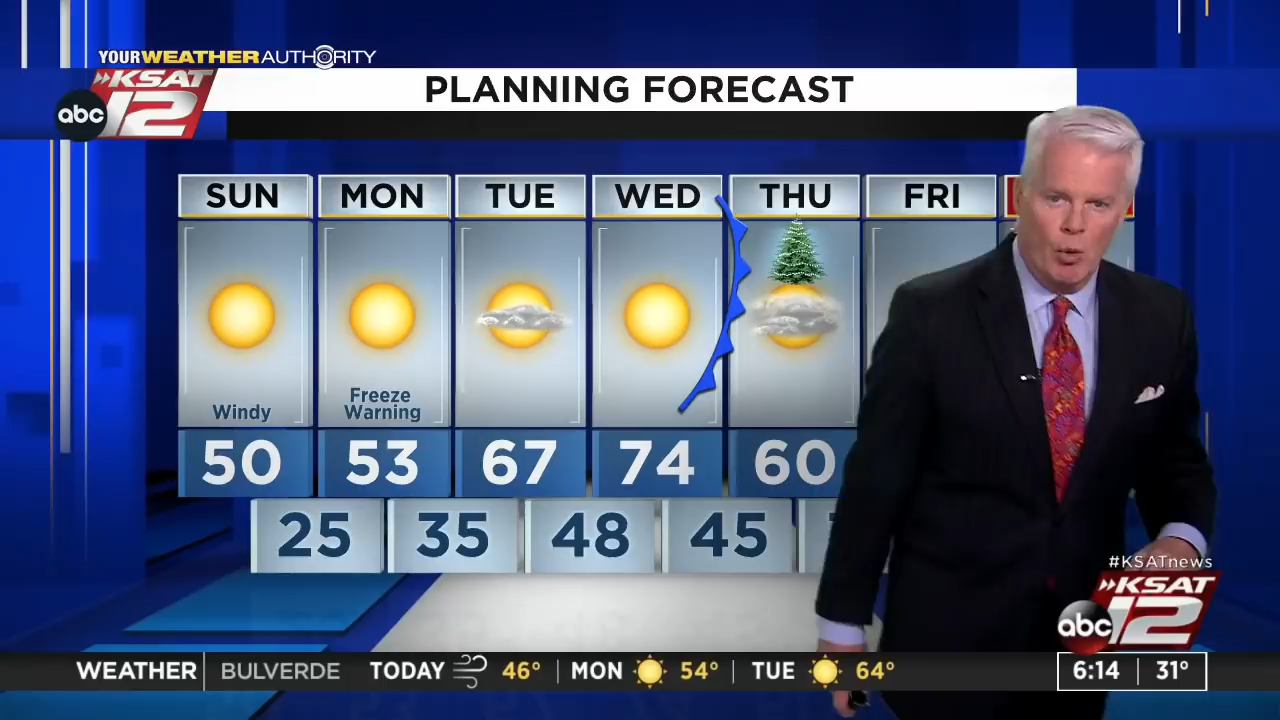 YOUR WEATHER AUTHORITY
KSAT
abc 12
PLANNING FORECAST
SUN MON TUE WED THU FRI
Windy
Freeze
Warning
50 53 67 74 60
25 35 48 45
#KSATnews
KSAT
abc 12
WEATHER BULVERDE TODAY 46° MON 54° TUE 64° 6:14 31°